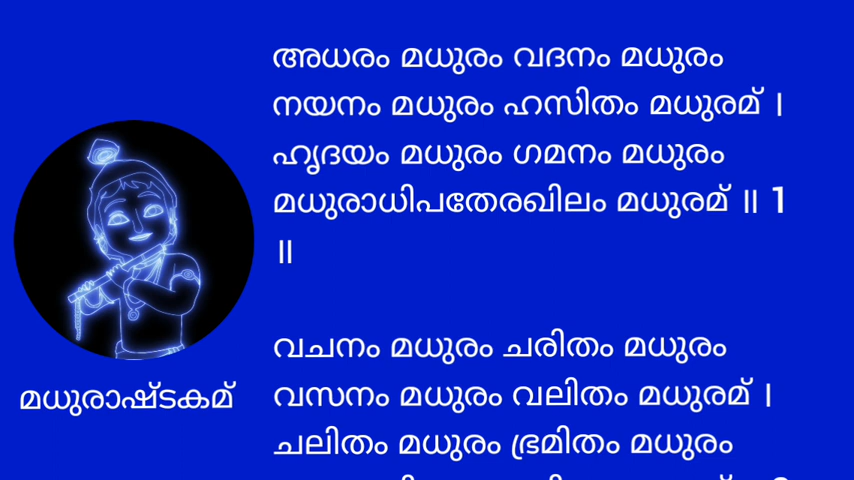 അധരം മധുരം വദനം മധുരം
നയനം മധുരം ഹസിതം മധുരമ് ।
ഹൃദയം മധുരം ഗമനം മധുരം
മധുരാധിപതേരഖിലം മധുരമ് ॥ 1
॥
വചനം മധുരം ചരിതം മധുരം
വസനം മധുരം വലിതം മധുരമ് ।
ചലിതം മധുരം ഭ്രമിതം മധുരം
മധുരാഷ്ടകമ്